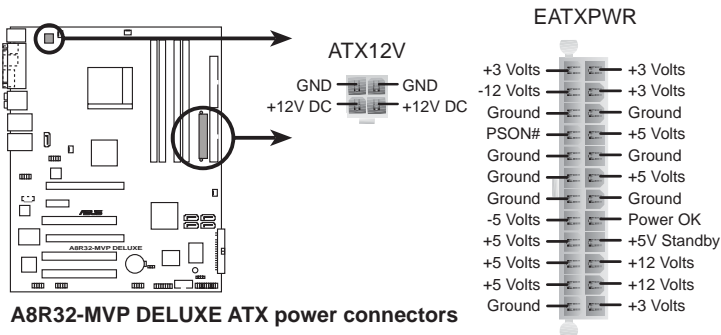 EATXPWR
ATX12V
GND GND
+12V DC +12V DC
+3 Volts +3 Volts
-12 Volts +3 Volts
Ground Ground
PSON# +5 Volts
Ground Ground
Ground +5 Volts
Ground Ground
-5 Volts Power OK
+5 Volts +5V Standby
+5 Volts +12 Volts
+5 Volts +12 Volts
Ground +3 Volts
ASUS
A8R32-MVP DELUXE
A8R32-MVP DELUXE ATX power connectors